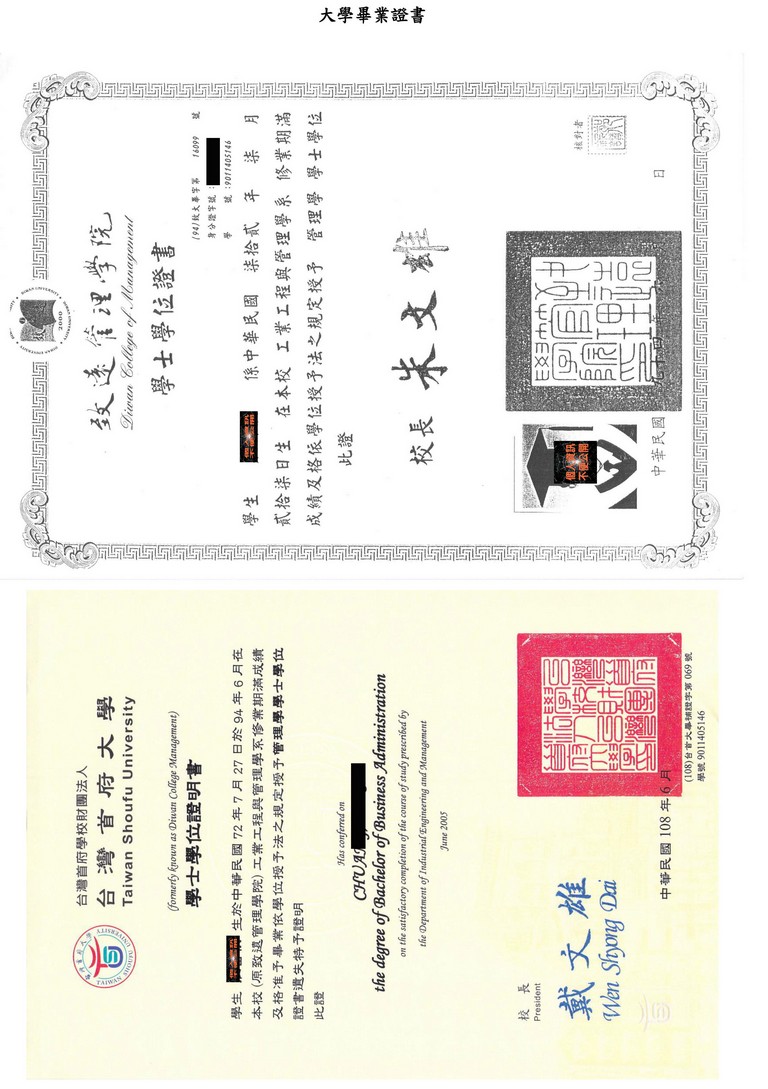 大學畢業證書
致遠管理學院
Diwan College of Management
學士學位證書
(94)致大畢字第 16099 號
身分證字號:
學 號:9011405146
學生 係中華民國 柒拾貳 年 柒 月
貳拾柒日生 在本校 工業工程與管理學系 修業期滿
成績及格依學位授予法之規定授予 管理學 學士學位
此證
校長 朱文雄
核對者
中華民國
日
台灣首府學校財團法人
台灣首府大學
Taiwan Shoufu University
(formerly known as Diwan College Management)
學士學位證明書
學生 生於中華民國 72 年 7 月 27 日於 94 年 6 月在
本校 (原致遠管理學院) 工業工程與管理學系修業期滿成績
及格准予畢業依學位授予法之規定授予管理學學士學位
證書遺失特予證明
此證
Has conferred on
CHUA
the degree of Bachelor of Business Administration
on the satisfactory completion of the course of study prescribed by
the Department of Industrial Engineering and Management
June 2005
校 長
President
戴文雄
Wen Shyong Dai
中華民國 108 年 6 月
(108)台首大畢補證字第 069 號
學號 9011405146